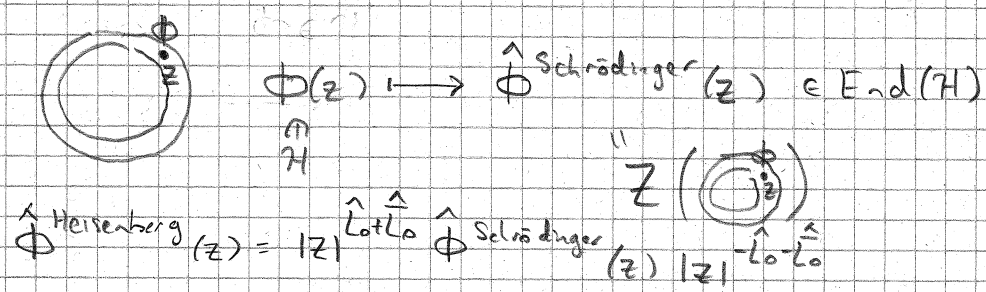 Φ
z
Φ(z) ⟼ Φ̂^Schrödinger (z) ∈ End(H)
∈
H
"
Z ( Φ z )
Φ̂^Heisenberg (z) = |z|^{L̂₀+L̄̂₀} Φ̂^Schrödinger (z) |z|^{-L̂₀-L̄̂₀}